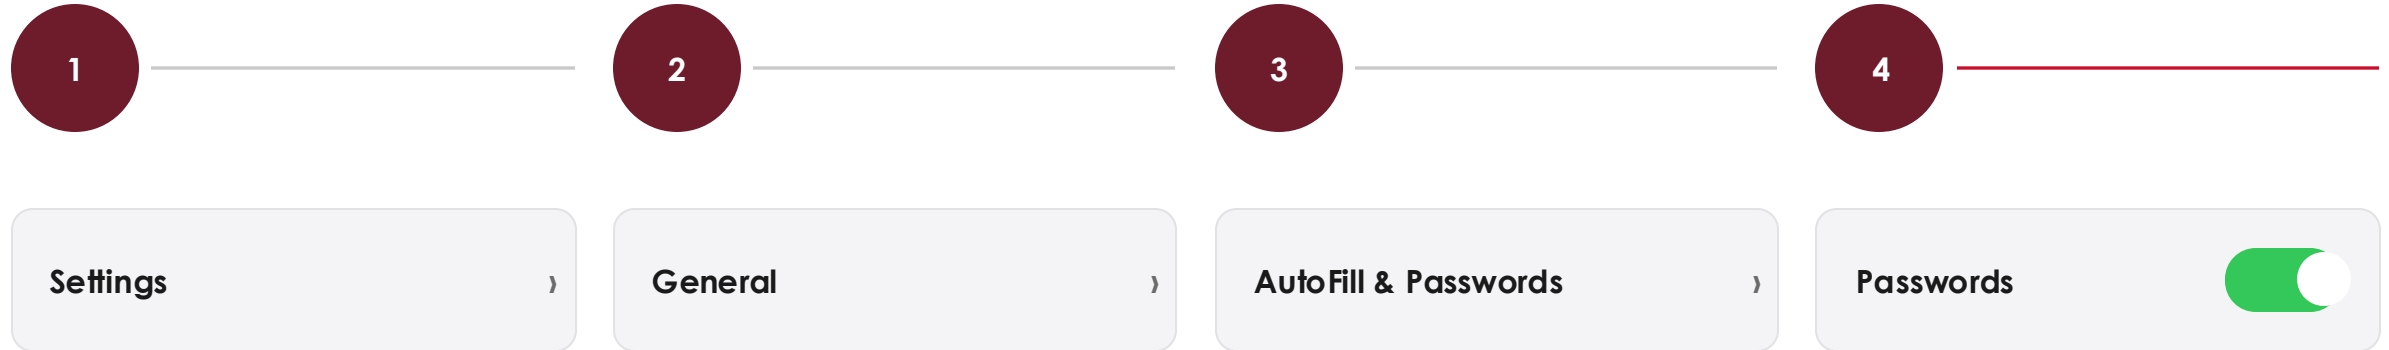 1 2 3 4
Settings › General › AutoFill & Passwords › Passwords